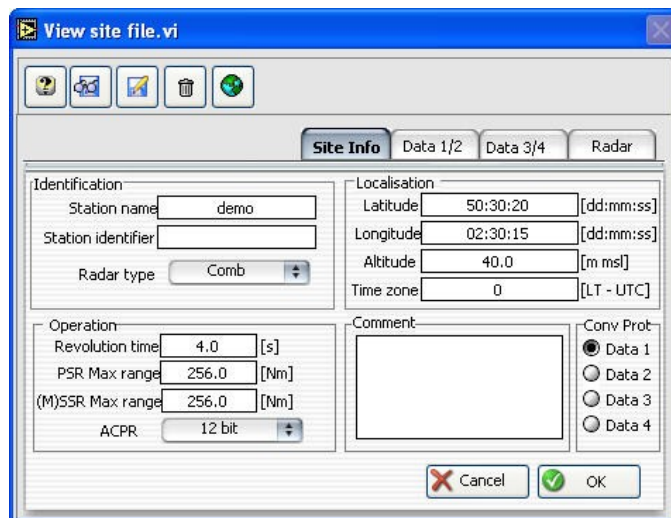 View site file.vi
Site Info Data 1/2 Data 3/4 Radar
Identification
Station name demo
Station identifier
Radar type Comb
Localisation
Latitude 50:30:20 [dd:mm:ss]
Longitude 02:30:15 [dd:mm:ss]
Altitude 40.0 [m msl]
Time zone 0 [LT - UTC]
Operation
Revolution time 4.0 [s]
PSR Max range 256.0 [Nm]
(M)SSR Max range 256.0 [Nm]
ACPR 12 bit
Comment
Conv Prot
Data 1
Data 2
Data 3
Data 4
Cancel OK